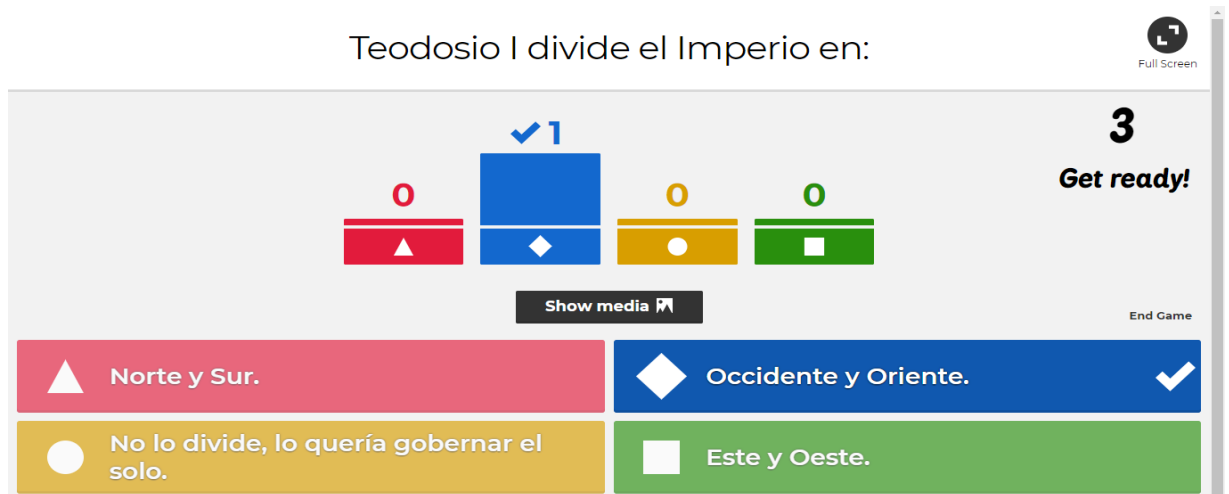 Teodosio I divide el Imperio en:
Full Screen
1
3
0
0
0
Get ready!
Show media
End Game
Norte y Sur.
Occidente y Oriente.
No lo divide, lo quería gobernar el
solo.
Este y Oeste.